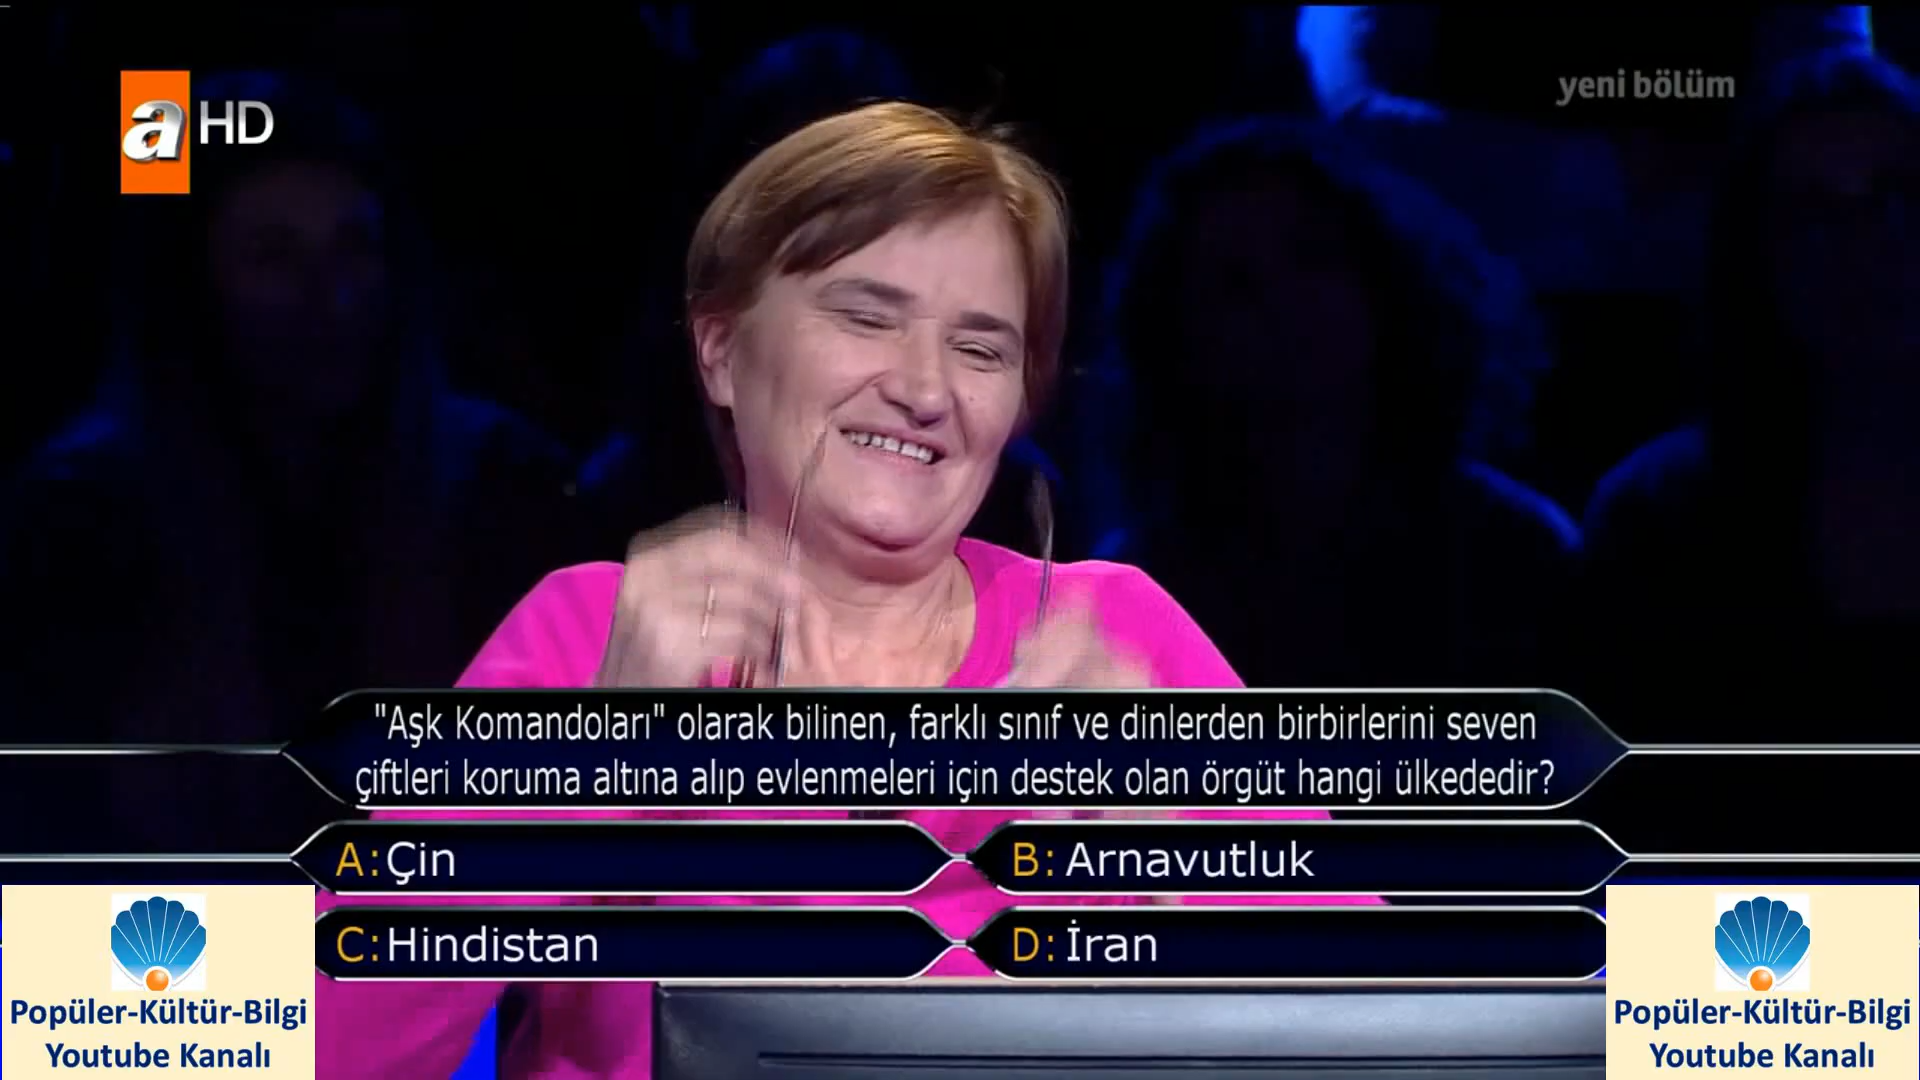 a HD
yeni bölüm
"Aşk Komandoları" olarak bilinen, farklı sınıf ve dinlerden birbirlerini seven
çiftleri koruma altına alıp evlenmeleri için destek olan örgüt hangi ülkededir?
A: Çin
B: Arnavutluk
C: Hindistan
D: İran
Popüler-Kültür-Bilgi
Youtube Kanalı
Popüler-Kültür-Bilgi
Youtube Kanalı